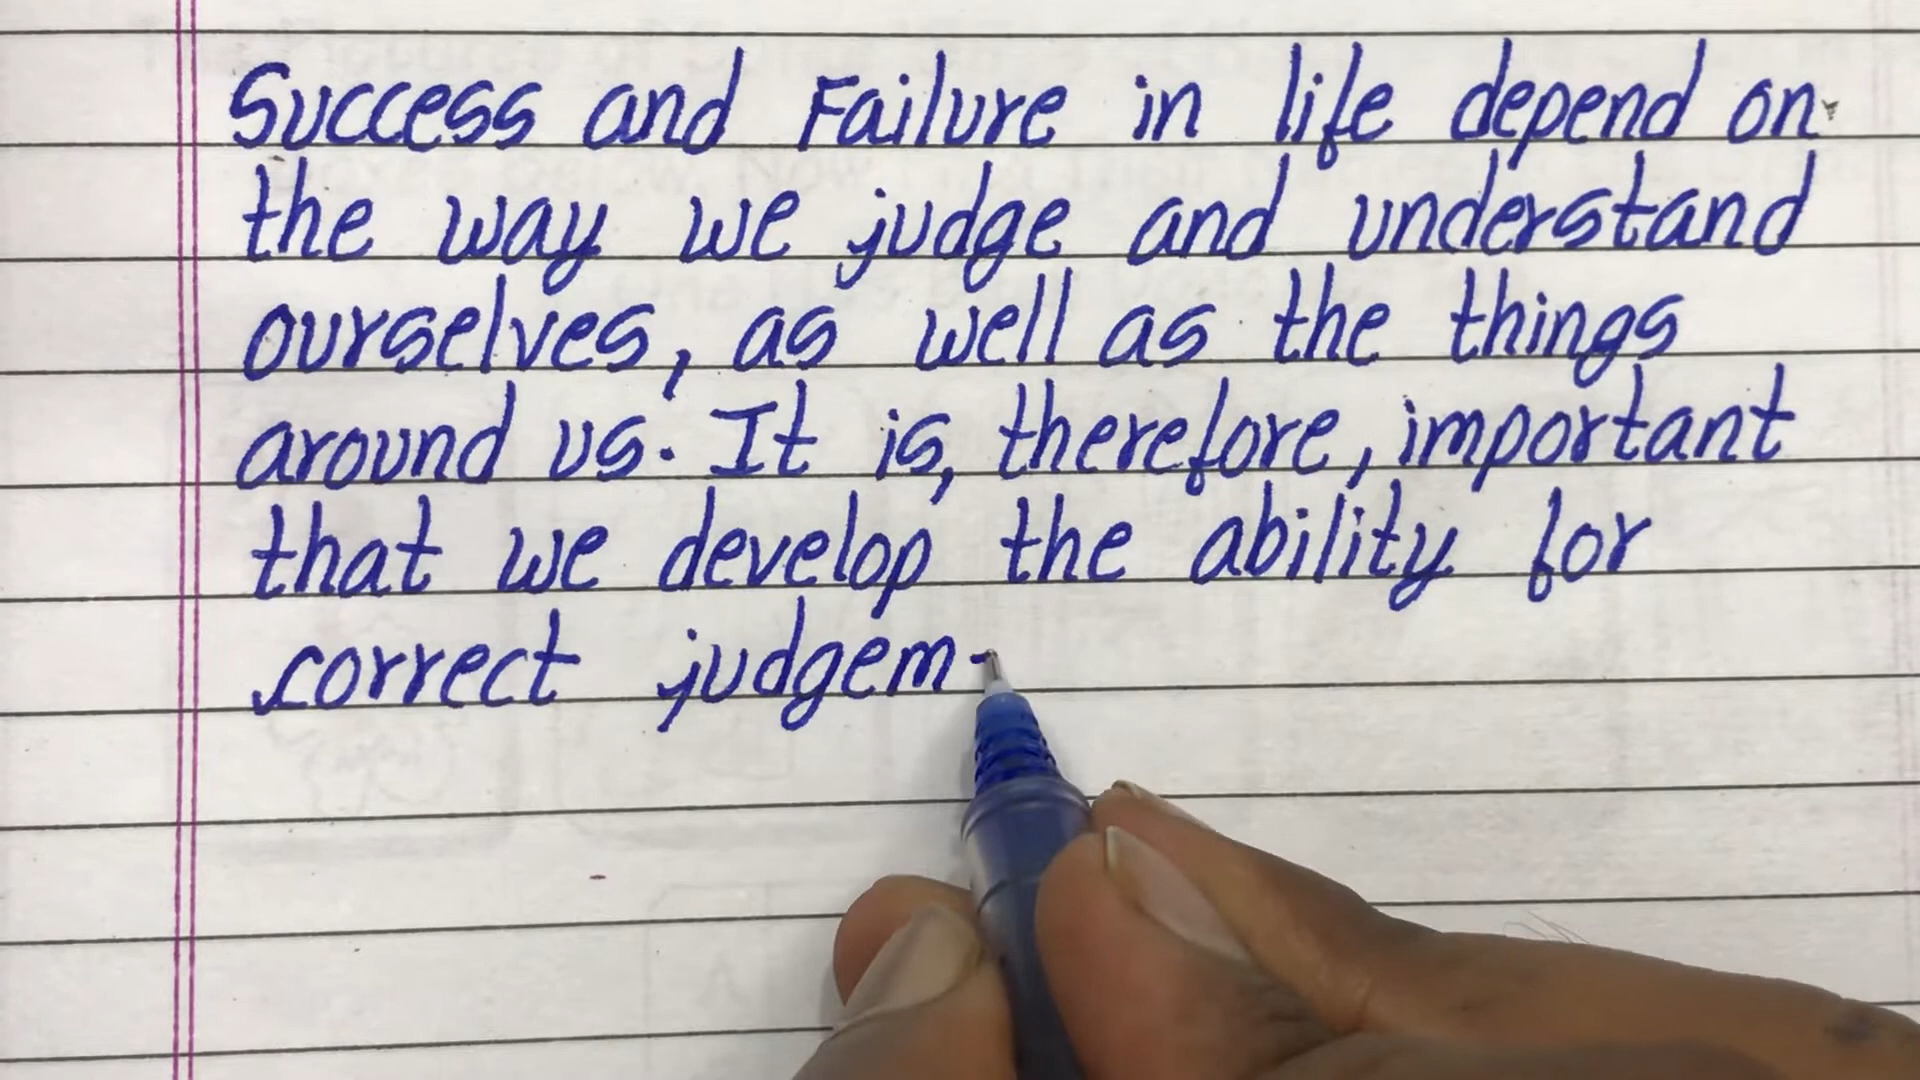 Success and Failure in life depend on
the way we judge and understand
ourselves, as well as the things
around us. It is, therefore, important
that we develop the ability for
correct judgem